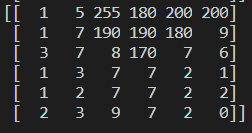 [[  1   5 255 180 200 200]
 [  1   7 190 190 180   9]
 [  3   7   8 170   7   6]
 [  1   3   7   7   2   1]
 [  1   2   7   7   2   2]
 [  2   3   9   7   2   0]]